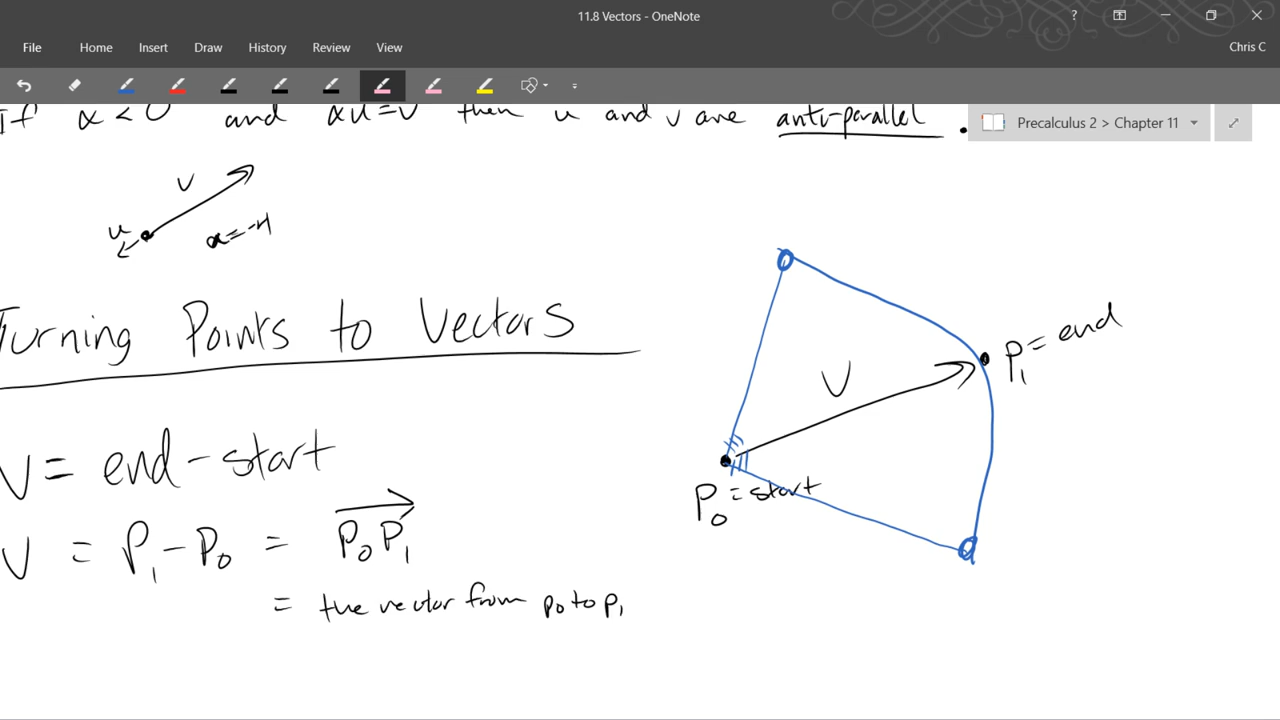 11.8 Vectors - OneNote
?
File Home Insert Draw History Review View
Chris C
Precalculus 2 > Chapter 11
If α < 0 and αu = v then u and v are anti-parallel.
v
u
α = -1
Turning Points to Vectors
V = end - start
V = P₁ - P₀ = P₀P₁
= the vector from p₀ to p₁
V
P₁ = end
P₀ = start